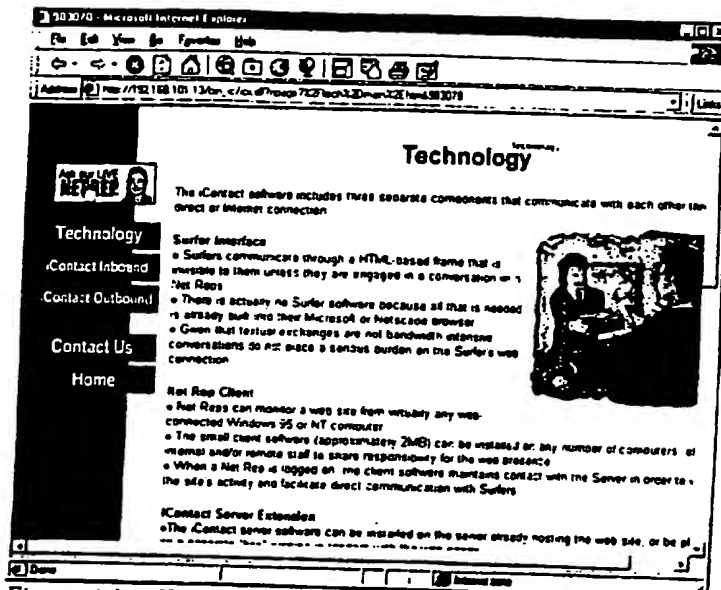 983070 - Microsoft Internet Explorer
File Edit View Go Favorites Help
Address
Links
Technology
Ask our LIVE
NETREP
The iContact software includes three separate components that communicate with each other
direct or Internet connection
Technology
iContact Inbound
iContact Outbound
Contact Us
Home
Surfer Interface
• Surfers communicate through a HTML-based frame that is
invisible to them unless they are engaged in a conversation
Net Reps
• There is actually no Surfer software because all that is needed
is already built into their Microsoft or Netscape browser
• Given that textual exchanges are not bandwidth intensive
conversations do not place a serious burden on the Surfer's web
connection
Net Rep Client
• Net Reps can monitor a web site from virtually any web-
connected Windows 95 or NT computer
• The small client software (approximately 2MB) can be installed on any number of computers
internal and/or remote staff to share responsibility for the web presence
• When a Net Rep is logged on the client software maintains contact with the Server in order to
the site's activity and facilitate direct communication with Surfers
iContact Server Extension
• The iContact server software can be installed on the server already hosting the web site, or be
Done
Internet zone